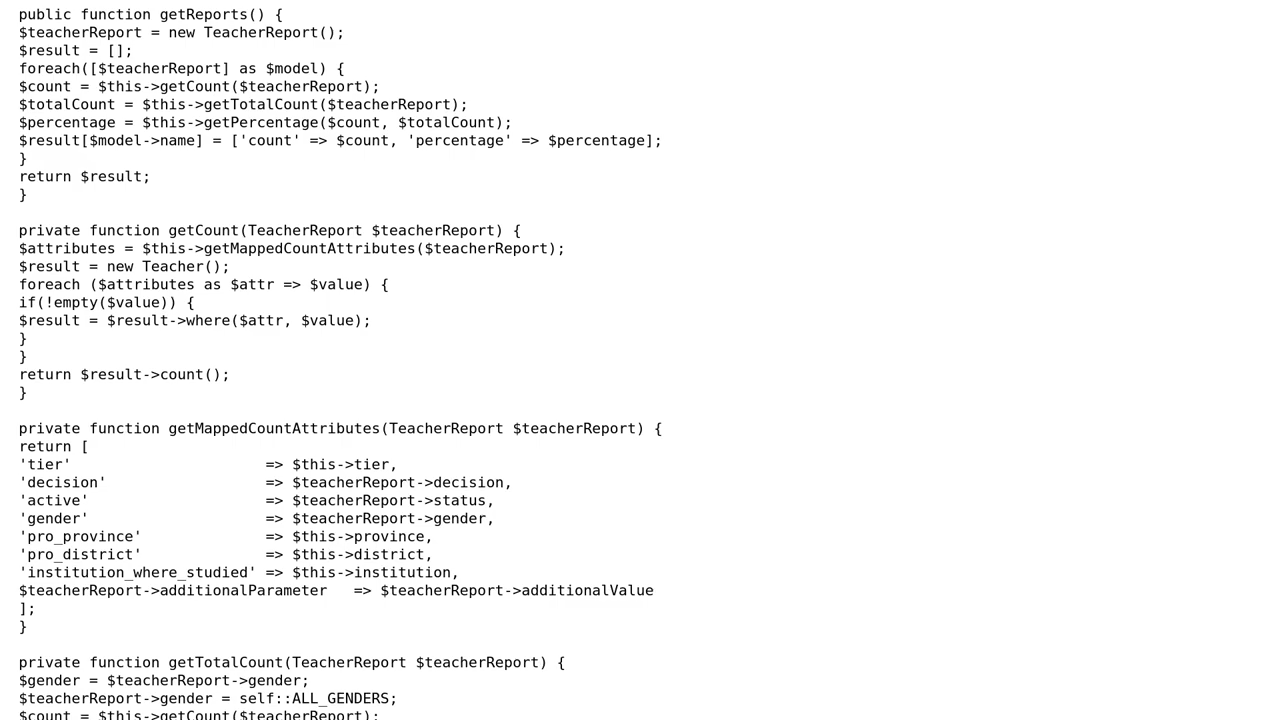 public function getReports() {
$teacherReport = new TeacherReport();
$result = [];
foreach([$teacherReport] as $model) {
$count = $this->getCount($teacherReport);
$totalCount = $this->getTotalCount($teacherReport);
$percentage = $this->getPercentage($count, $totalCount);
$result[$model->name] = ['count' => $count, 'percentage' => $percentage];
}
return $result;
}

private function getCount(TeacherReport $teacherReport) {
$attributes = $this->getMappedCountAttributes($teacherReport);
$result = new Teacher();
foreach ($attributes as $attr => $value) {
if(!empty($value)) {
$result = $result->where($attr, $value);
}
}
return $result->count();
}

private function getMappedCountAttributes(TeacherReport $teacherReport) {
return [
'tier'                      => $this->tier,
'decision'                  => $teacherReport->decision,
'active'                    => $teacherReport->status,
'gender'                    => $teacherReport->gender,
'pro_province'              => $this->province,
'pro_district'              => $this->district,
'institution_where_studied' => $this->institution,
$teacherReport->additionalParameter   => $teacherReport->additionalValue
];
}

private function getTotalCount(TeacherReport $teacherReport) {
$gender = $teacherReport->gender;
$teacherReport->gender = self::ALL_GENDERS;
$count = $this->getCount($teacherReport);